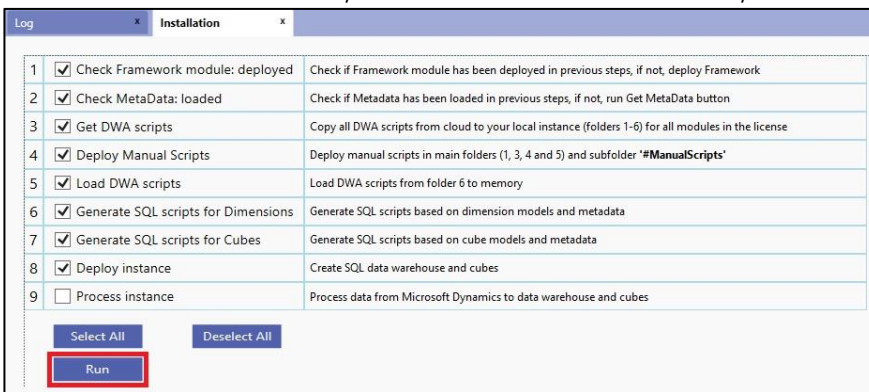 Log x Installation x
1 Check Framework module: deployed Check if Framework module has been deployed in previous steps, if not, deploy Framework
2 Check MetaData: loaded Check if Metadata has been loaded in previous steps, if not, run Get MetaData button
3 Get DWA scripts Copy all DWA scripts from cloud to your local instance (folders 1-6) for all modules in the license
4 Deploy Manual Scripts Deploy manual scripts in main folders (1, 3, 4 and 5) and subfolder '#ManualScripts'
5 Load DWA scripts Load DWA scripts from folder 6 to memory
6 Generate SQL scripts for Dimensions Generate SQL scripts based on dimension models and metadata
7 Generate SQL scripts for Cubes Generate SQL scripts based on cube models and metadata
8 Deploy instance Create SQL data warehouse and cubes
9 Process instance Process data from Microsoft Dynamics to data warehouse and cubes
Select All Deselect All
Run